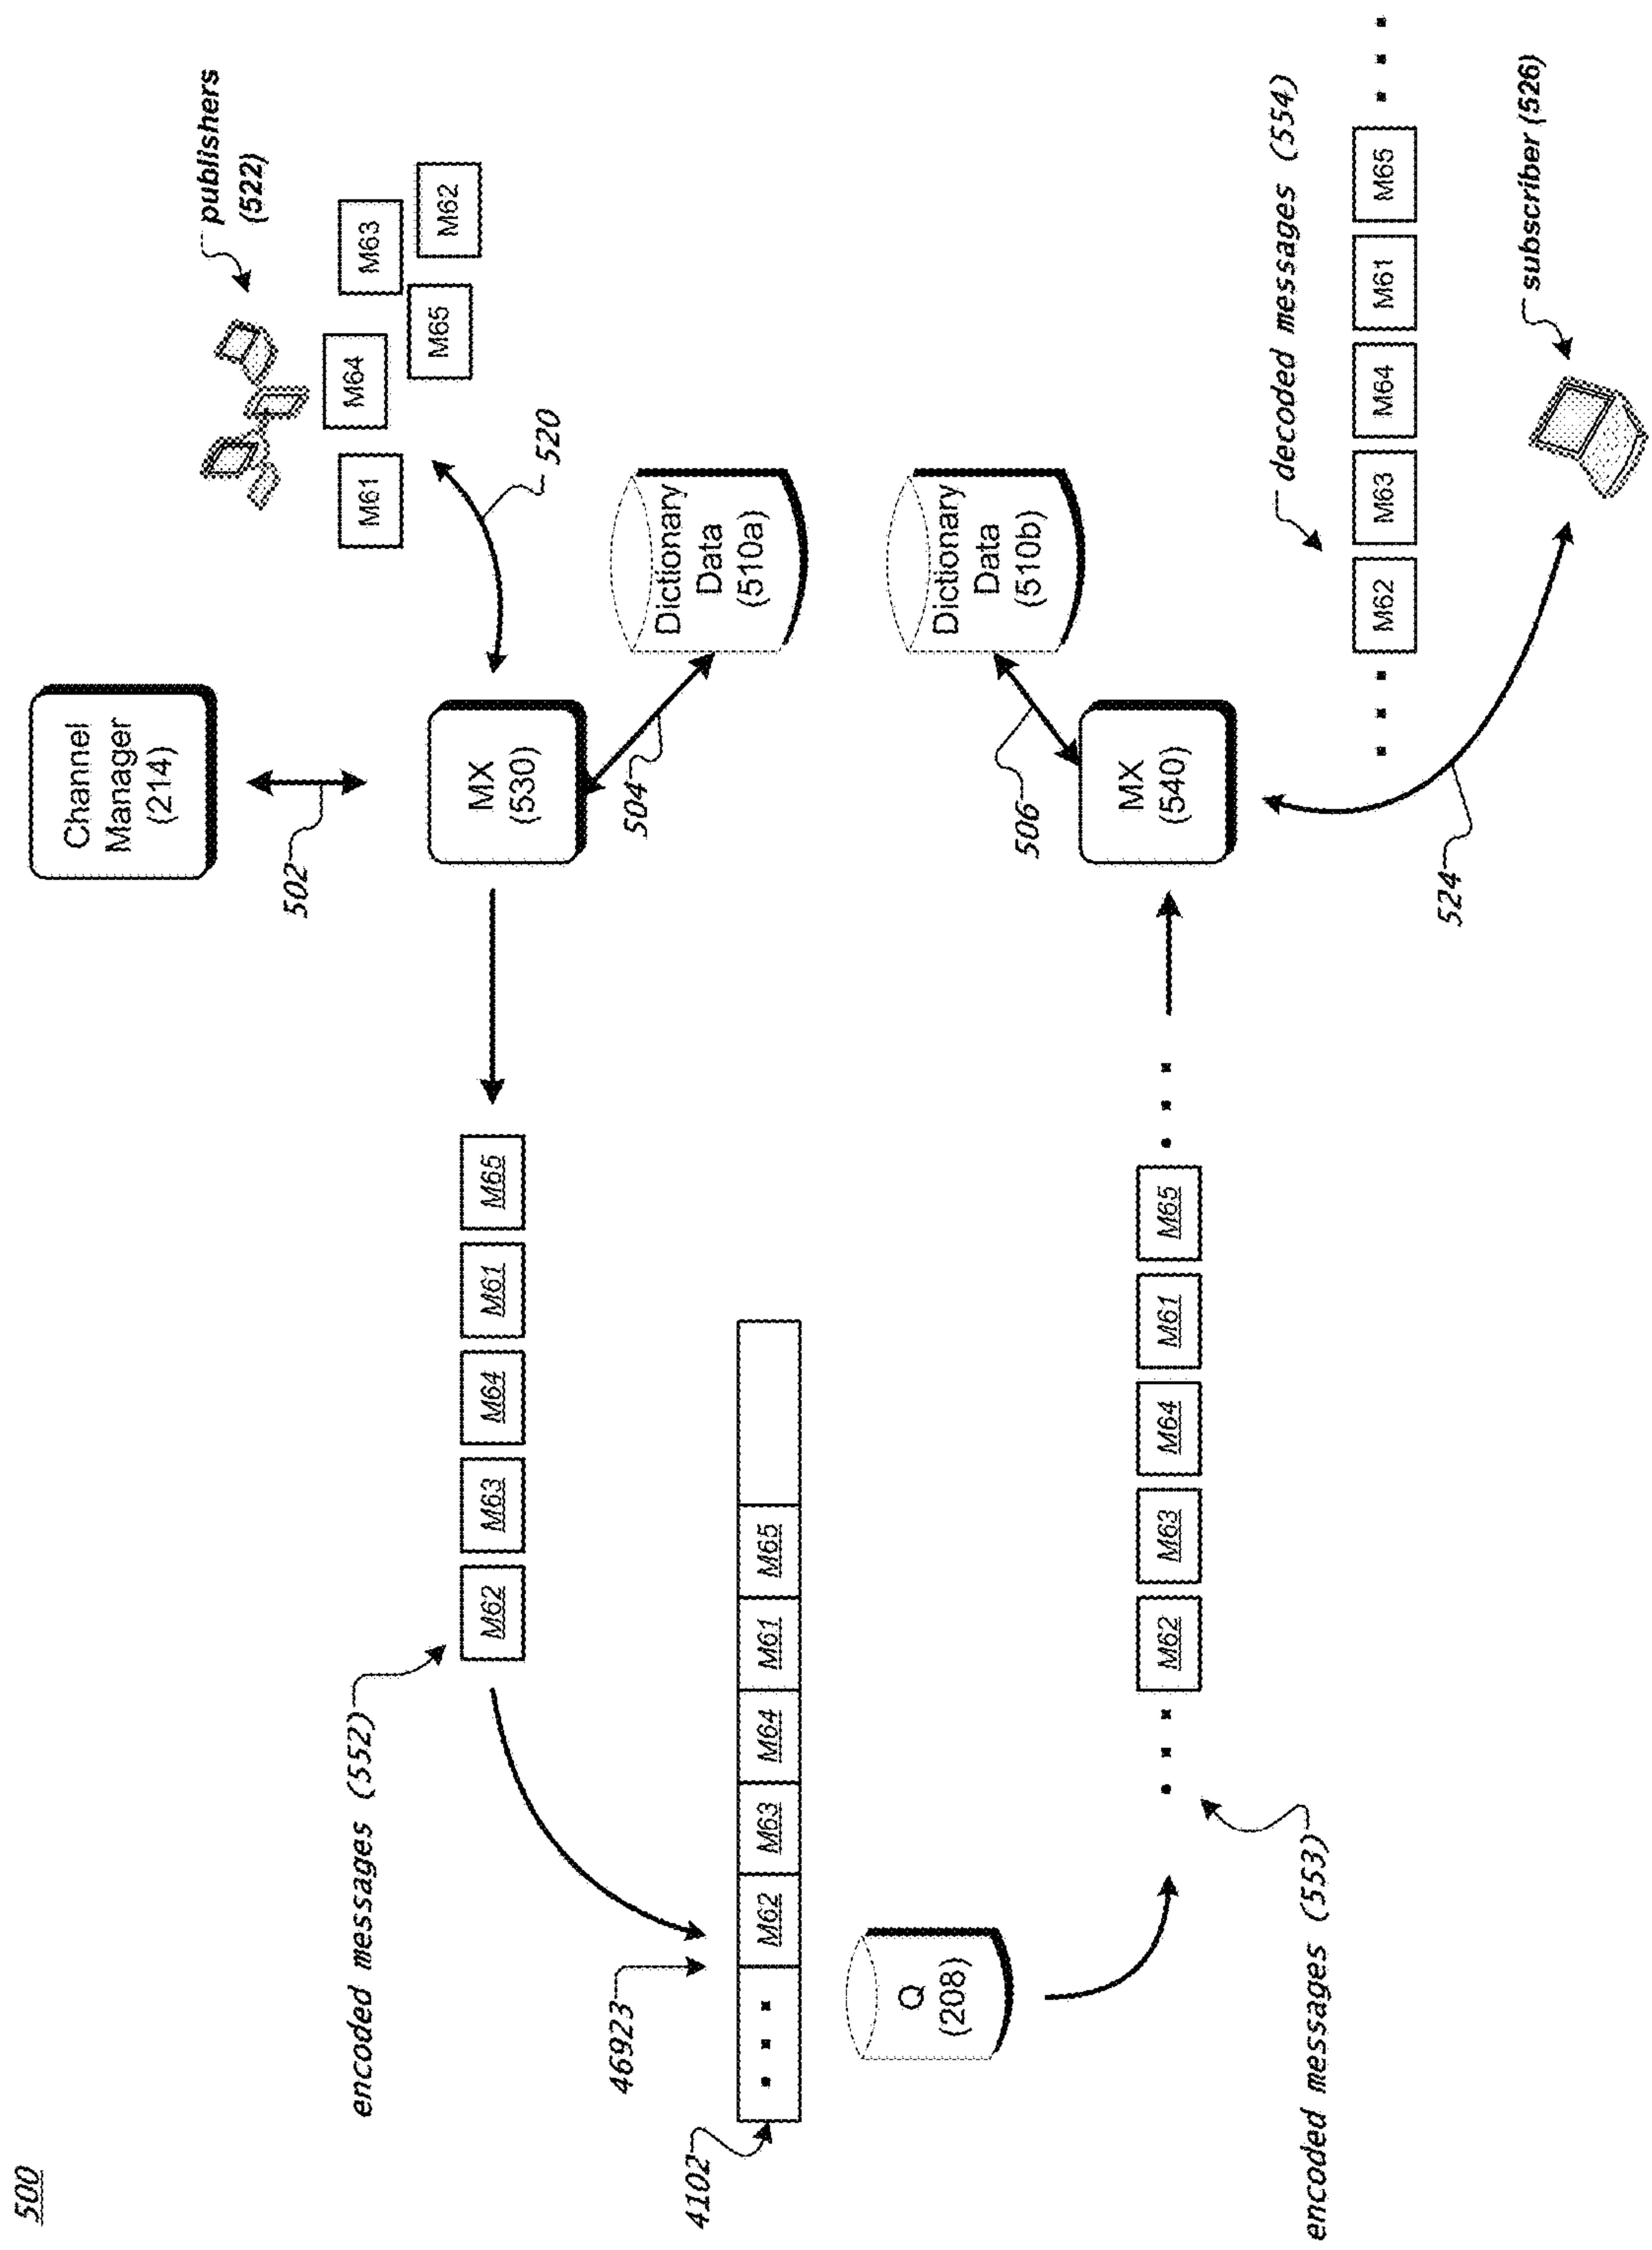 500
Channel
Manager
(214)
502
publishers
(522)
M61
M64
M63
M65
M62
520
MX
(530)
504
Dictionary
Data
(510a)
encoded messages (552)
M62
M63
M64
M61
M65
46923
4102
M62
M63
M64
M61
M65
Q
(208)
Dictionary
Data
(510b)
506
MX
(540)
encoded messages (553)
M62
M63
M64
M61
M65
decoded messages (554)
M62
M63
M64
M61
M65
524
subscriber (526)